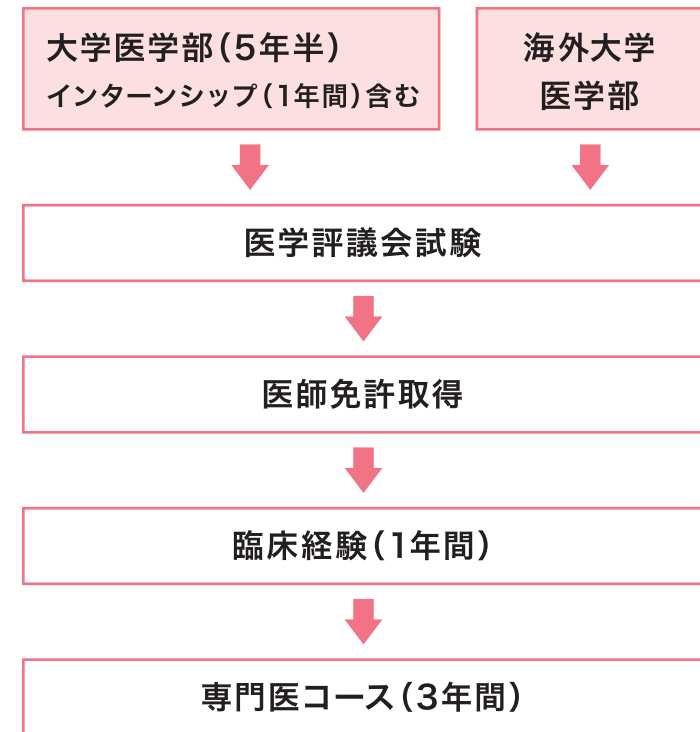 大学医学部（5年半）
インターンシップ（1年間）含む
海外大学
医学部
医学評議会試験
医師免許取得
臨床経験（1年間）
専門医コース（3年間）